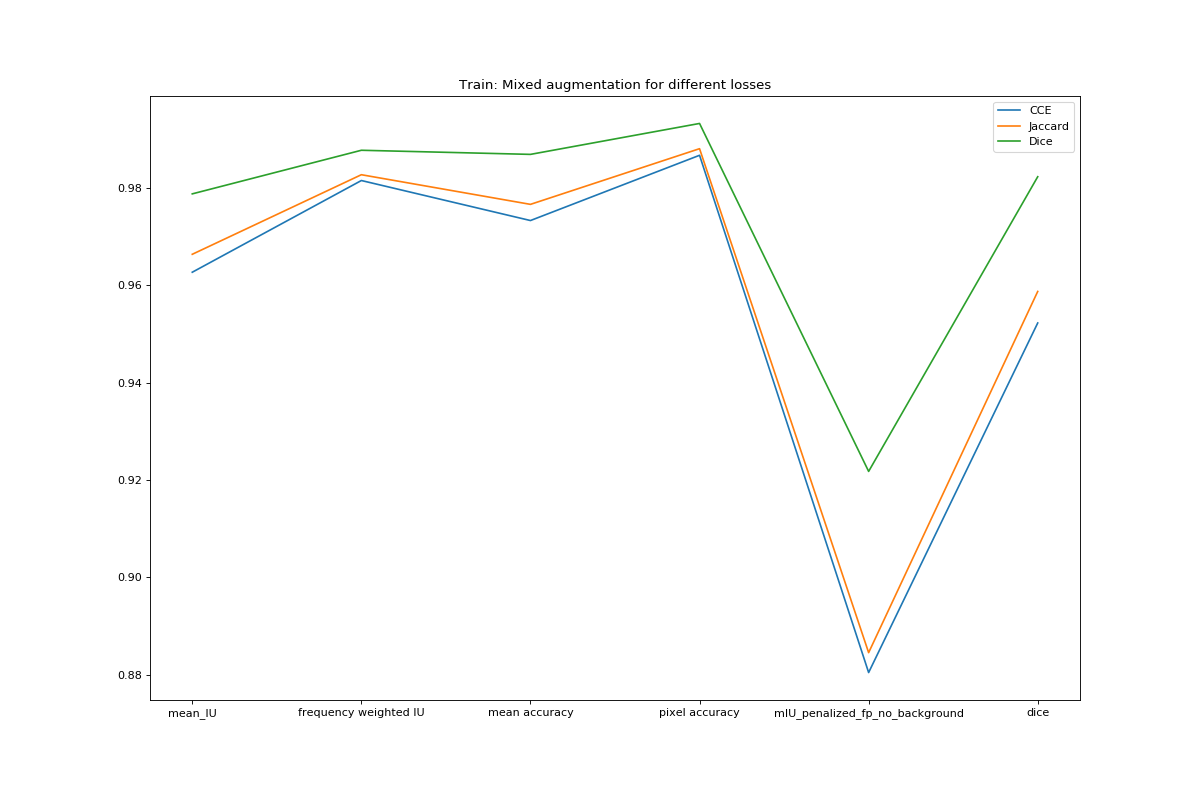 Train: Mixed augmentation for different losses
CCE
Jaccard
Dice
0.98
0.96
0.94
0.92
0.90
0.88
mean_IU
frequency weighted IU
mean accuracy
pixel accuracy
mIU_penalized_fp_no_background
dice